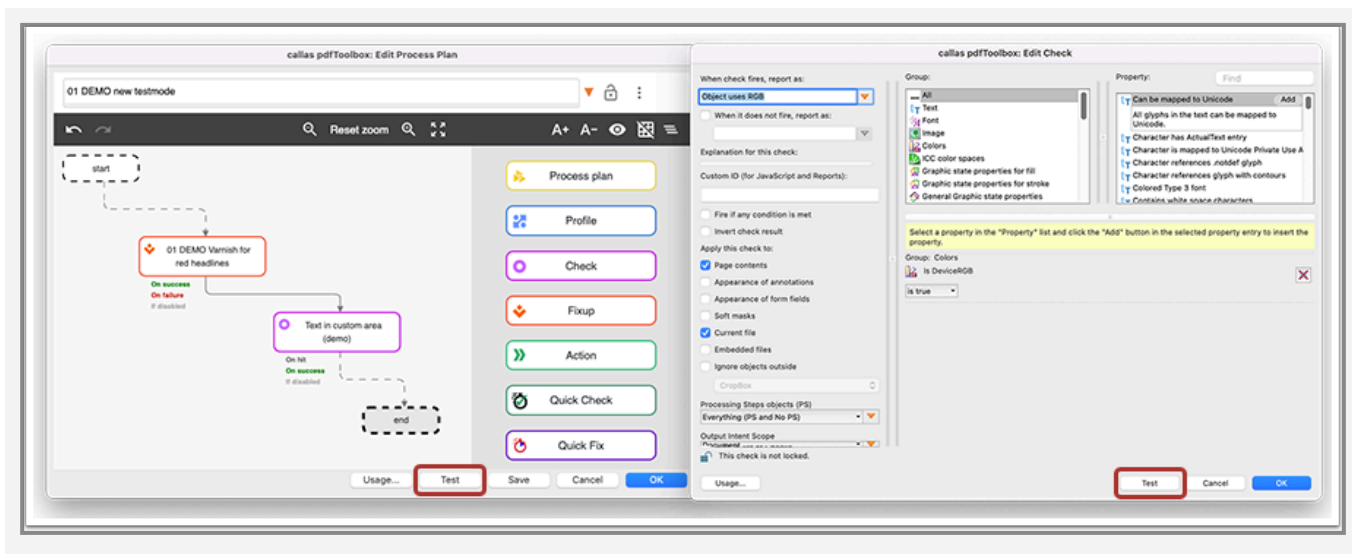 callas pdfToolbox: Edit Process Plan
01 DEMO new testmode
Reset zoom
A+ A-
start
01 DEMO Varnish for
red headlines
On success
On failure
If disabled
Text in custom area
(demo)
On hit
On success
If disabled
end
Process plan
Profile
Check
Fixup
Action
Quick Check
Quick Fix
Usage...
Test
Save
Cancel
OK
callas pdfToolbox: Edit Check
When check fires, report as:
Object uses RGB
When it does not fire, report as:
Explanation for this check:
Custom ID (for JavaScript and Reports):
Fire if any condition is met
Invert check result
Apply this check to:
Page contents
Appearance of annotations
Appearance of form fields
Soft masks
Current file
Embedded files
Ignore objects outside
CropBox
Processing Steps objects (PS)
Everything (PS and No PS)
Output Intent Scope
This check is not locked.
Usage...
Group:
All
Text
Font
Image
Colors
ICC color spaces
Graphic state properties for fill
Graphic state properties for stroke
General Graphic state properties
Property:
Find
Can be mapped to Unicode
Add
All glyphs in the text can be mapped to
Unicode.
Character has ActualText entry
Character is mapped to Unicode Private Use A
Character references .notdef glyph
Character references glyph with contours
Colored Type 3 font
Contains white space characters
Select a property in the "Property" list and click the "Add" button in the selected property entry to insert the
property.
Group: Colors
Is DeviceRGB
is true
Test
Cancel
OK